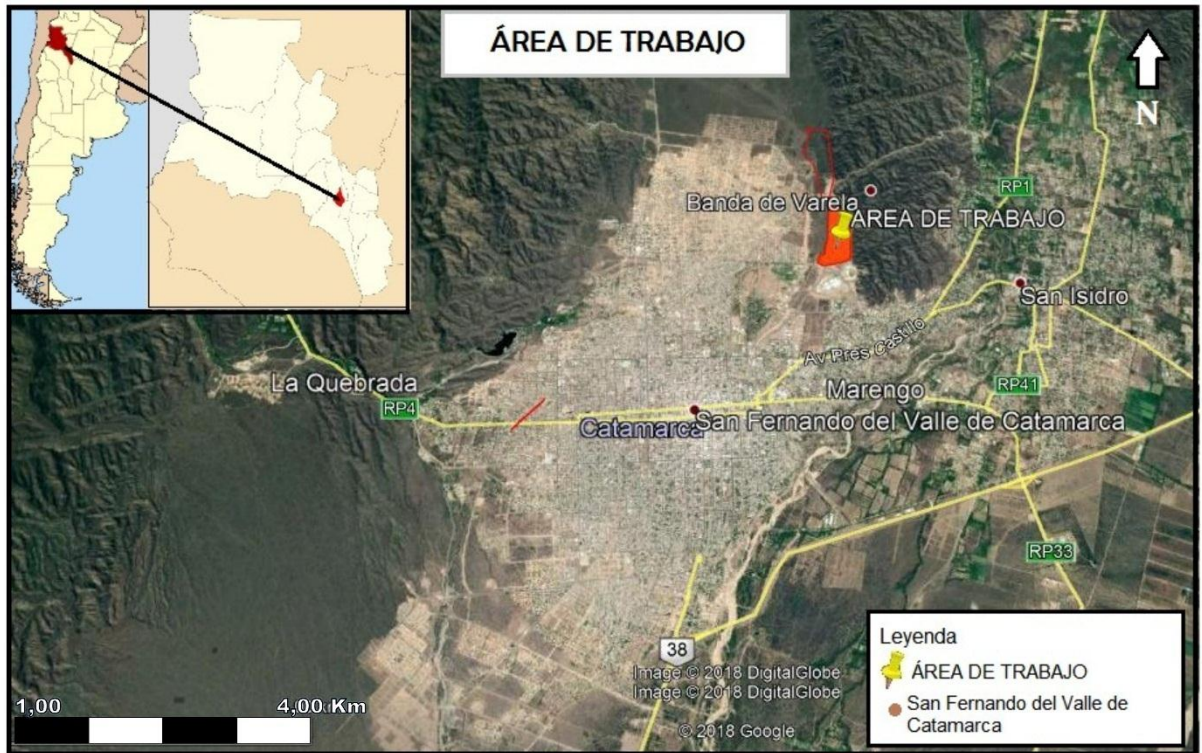 ÁREA DE TRABAJO
N
RP1
Banda de Varela
ÁREA DE TRABAJO
San Isidro
Av Pres Castillo
La Quebrada
RP4
Marengo
RP41
Catamarca
San Fernando del Valle de Catamarca
RP33
38
Image © 2018 DigitalGlobe
Image © 2018 DigitalGlobe
© 2018 Google
1,00
4,00 Km
Leyenda
ÁREA DE TRABAJO
San Fernando del Valle de
Catamarca